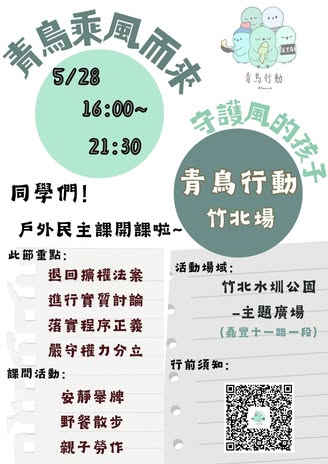 青鳥乘風而來
5/28
16:00~
21:30
青鳥行動
守護風的孩子
青鳥行動
竹北場
同學們!
戶外民主課開課啦~
此節重點:
退回擴權法案
進行實質討論
落實程序正義
嚴守權力分立
課間活動:
安靜舉牌
野餐散步
親子勞作
活動場域:
竹北水圳公園
-主題廣場
(嘉豐十一路一段)
行前須知: